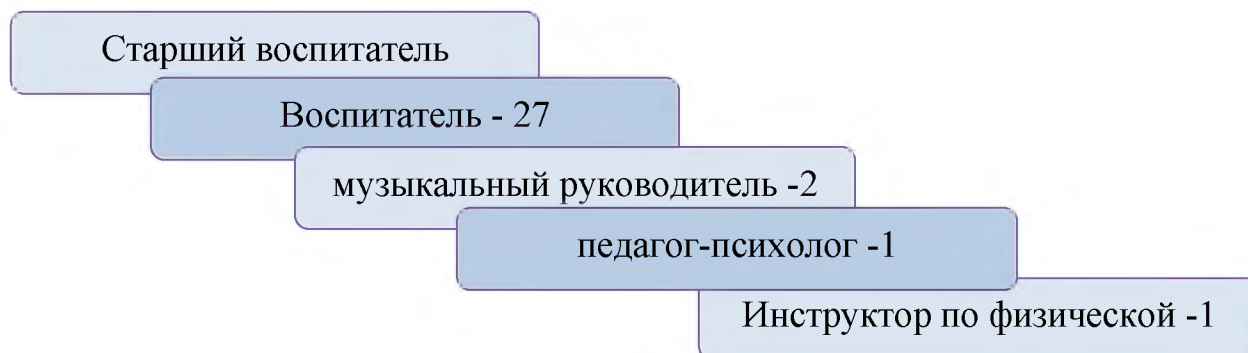 Старший воспитатель
Воспитатель - 27
музыкальный руководитель -2
педагог-психолог -1
Инструктор по физической -1